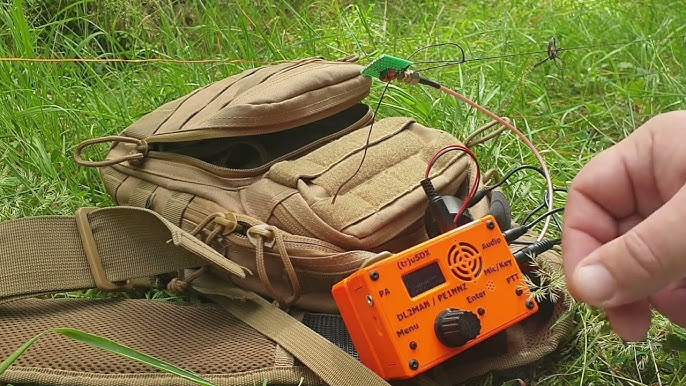 (tr)uSDX
Audio
PA
Mic/Key
DL2MAN / PE1NNZ
PTT
Menu
Enter